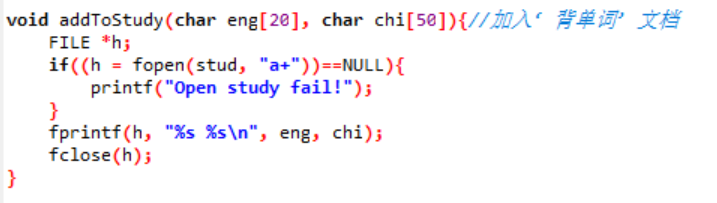 void addToStudy(char eng[20], char chi[50]){//加入‘ 背单词’ 文档
    FILE *h;
    if((h = fopen(stud, "a+"))==NULL){
        printf("Open study fail!");
    }
    fprintf(h, "%s %s\n", eng, chi);
    fclose(h);
}